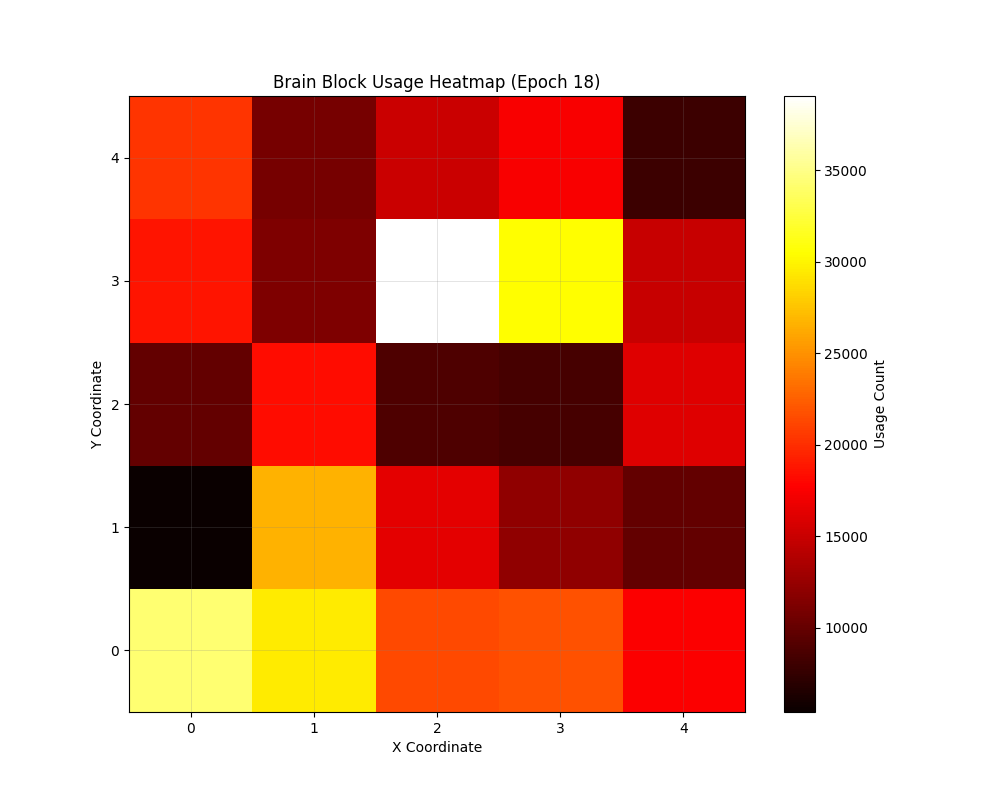 Brain Block Usage Heatmap (Epoch 18)
4
3
2
1
0
Y Coordinate
0 1 2 3 4
X Coordinate
35000
30000
25000
20000
15000
10000
Usage Count